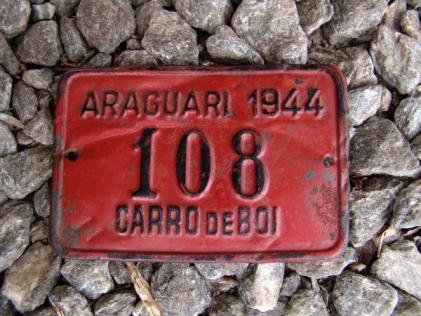 ARAGUARI 1944
108
CARRO DE BOI